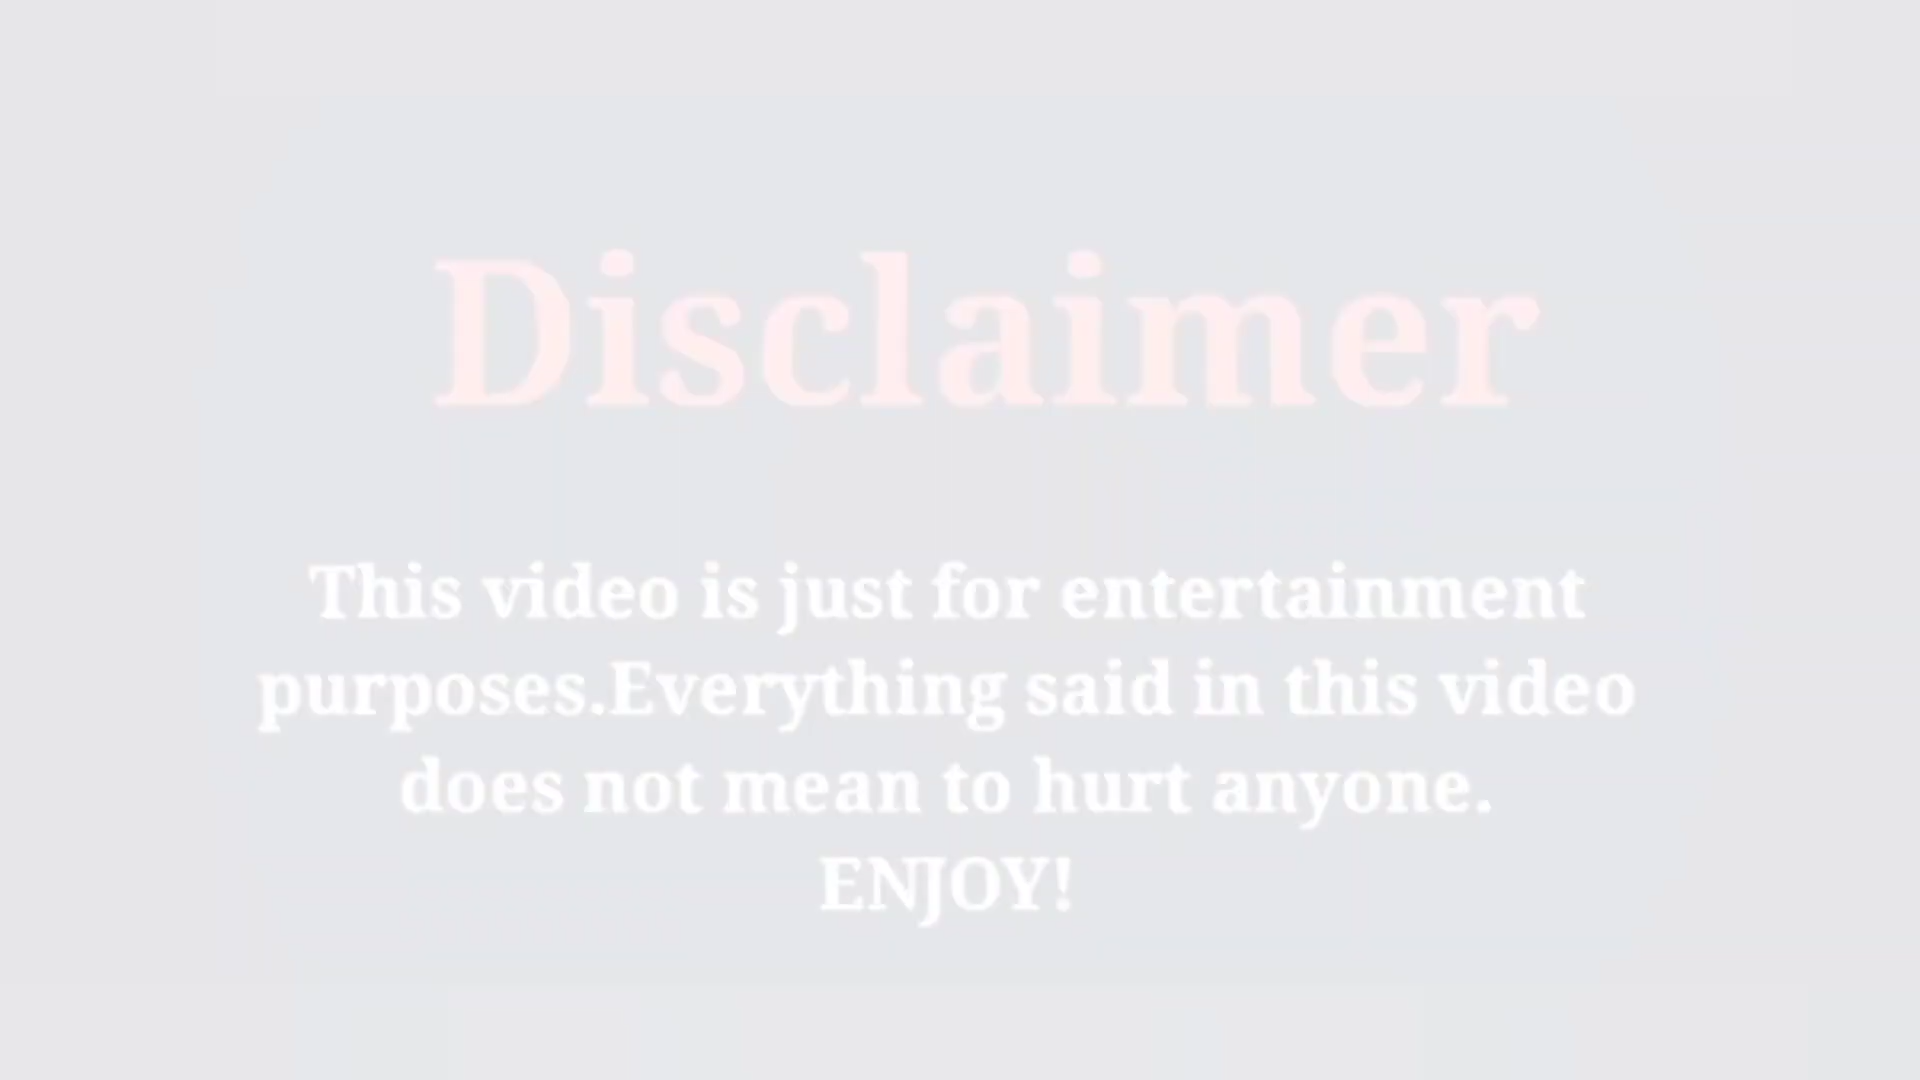 Disclaimer
This video is just for entertainment
purposes.Everything said in this video
does not mean to hurt anyone.
ENJOY!